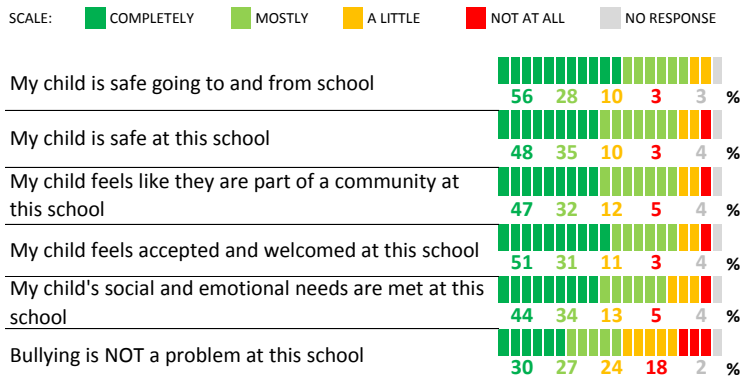 SCALE: COMPLETELY MOSTLY A LITTLE NOT AT ALL NO RESPONSE
My child is safe going to and from school
56 28 10 3 3 %
My child is safe at this school
48 35 10 3 4 %
My child feels like they are part of a community at
this school
47 32 12 5 4 %
My child feels accepted and welcomed at this school
51 31 11 3 4 %
My child's social and emotional needs are met at this
school
44 34 13 5 4 %
Bullying is NOT a problem at this school
30 27 24 18 2 %